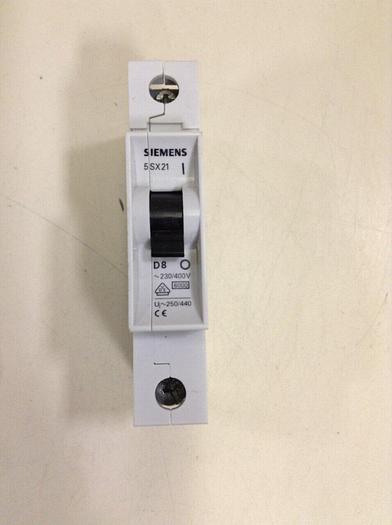 SIEMENS
5SX21 I
D8 O
~230/400V
6000
Ui~250/440
CE